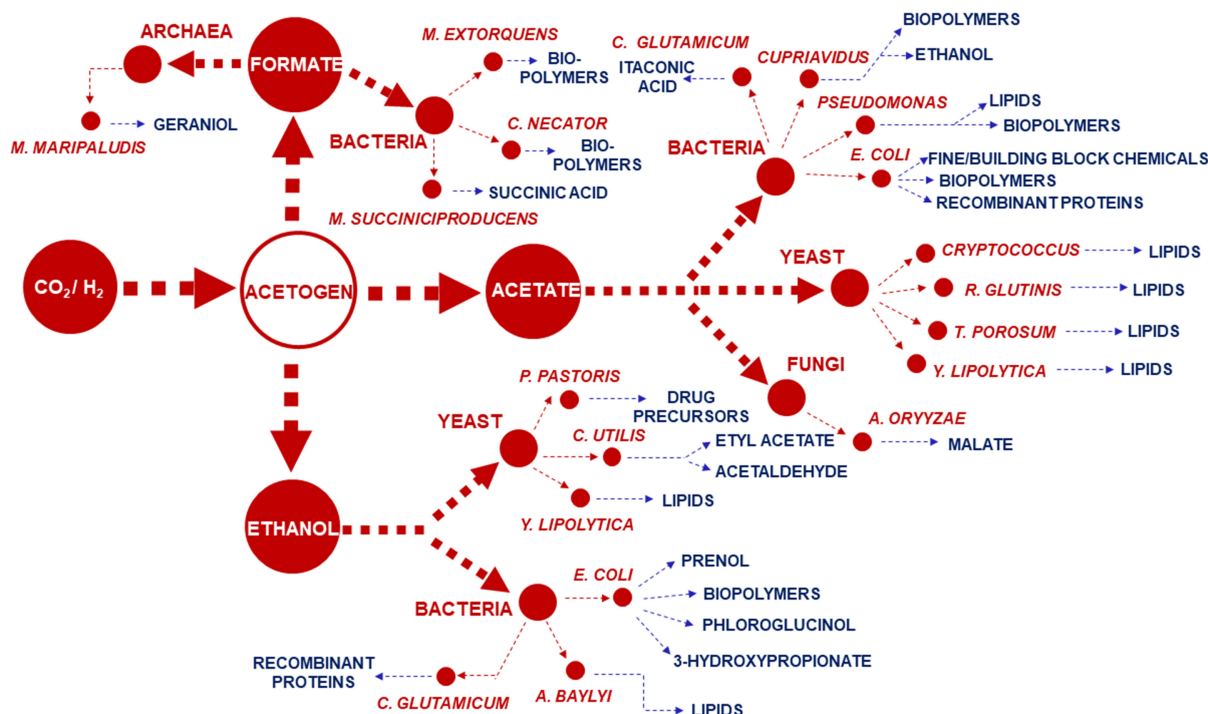 ARCHAEA
FORMATE
M. MARIPALUDIS
GERANIOL
BACTERIA
M. EXTORQUENS
BIO-
POLYMERS
C. NECATOR
BIO-
POLYMERS
SUCCINIC ACID
M. SUCCINICIPRODUCENS
CO2/ H2
ACETOGEN
ACETATE
BACTERIA
C. GLUTAMICUM
ITACONIC
ACID
CUPRIAVIDUS
BIOPOLYMERS
ETHANOL
PSEUDOMONAS
LIPIDS
BIOPOLYMERS
E. COLI
FINE/BUILDING BLOCK CHEMICALS
BIOPOLYMERS
RECOMBINANT PROTEINS
YEAST
CRYPTOCOCCUS
LIPIDS
R. GLUTINIS
LIPIDS
T. POROSUM
LIPIDS
Y. LIPOLYTICA
LIPIDS
FUNGI
A. ORYYZAE
MALATE
ETHANOL
YEAST
P. PASTORIS
DRUG
PRECURSORS
C. UTILIS
ETYL ACETATE
ACETALDEHYDE
LIPIDS
Y. LIPOLYTICA
BACTERIA
E. COLI
PRENOL
BIOPOLYMERS
PHLOROGLUCINOL
3-HYDROXYPROPIONATE
RECOMBINANT
PROTEINS
C. GLUTAMICUM
A. BAYLYI
LIPIDS